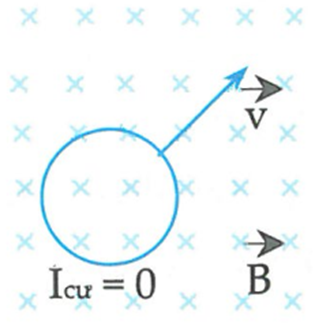 v
B
Icư = 0